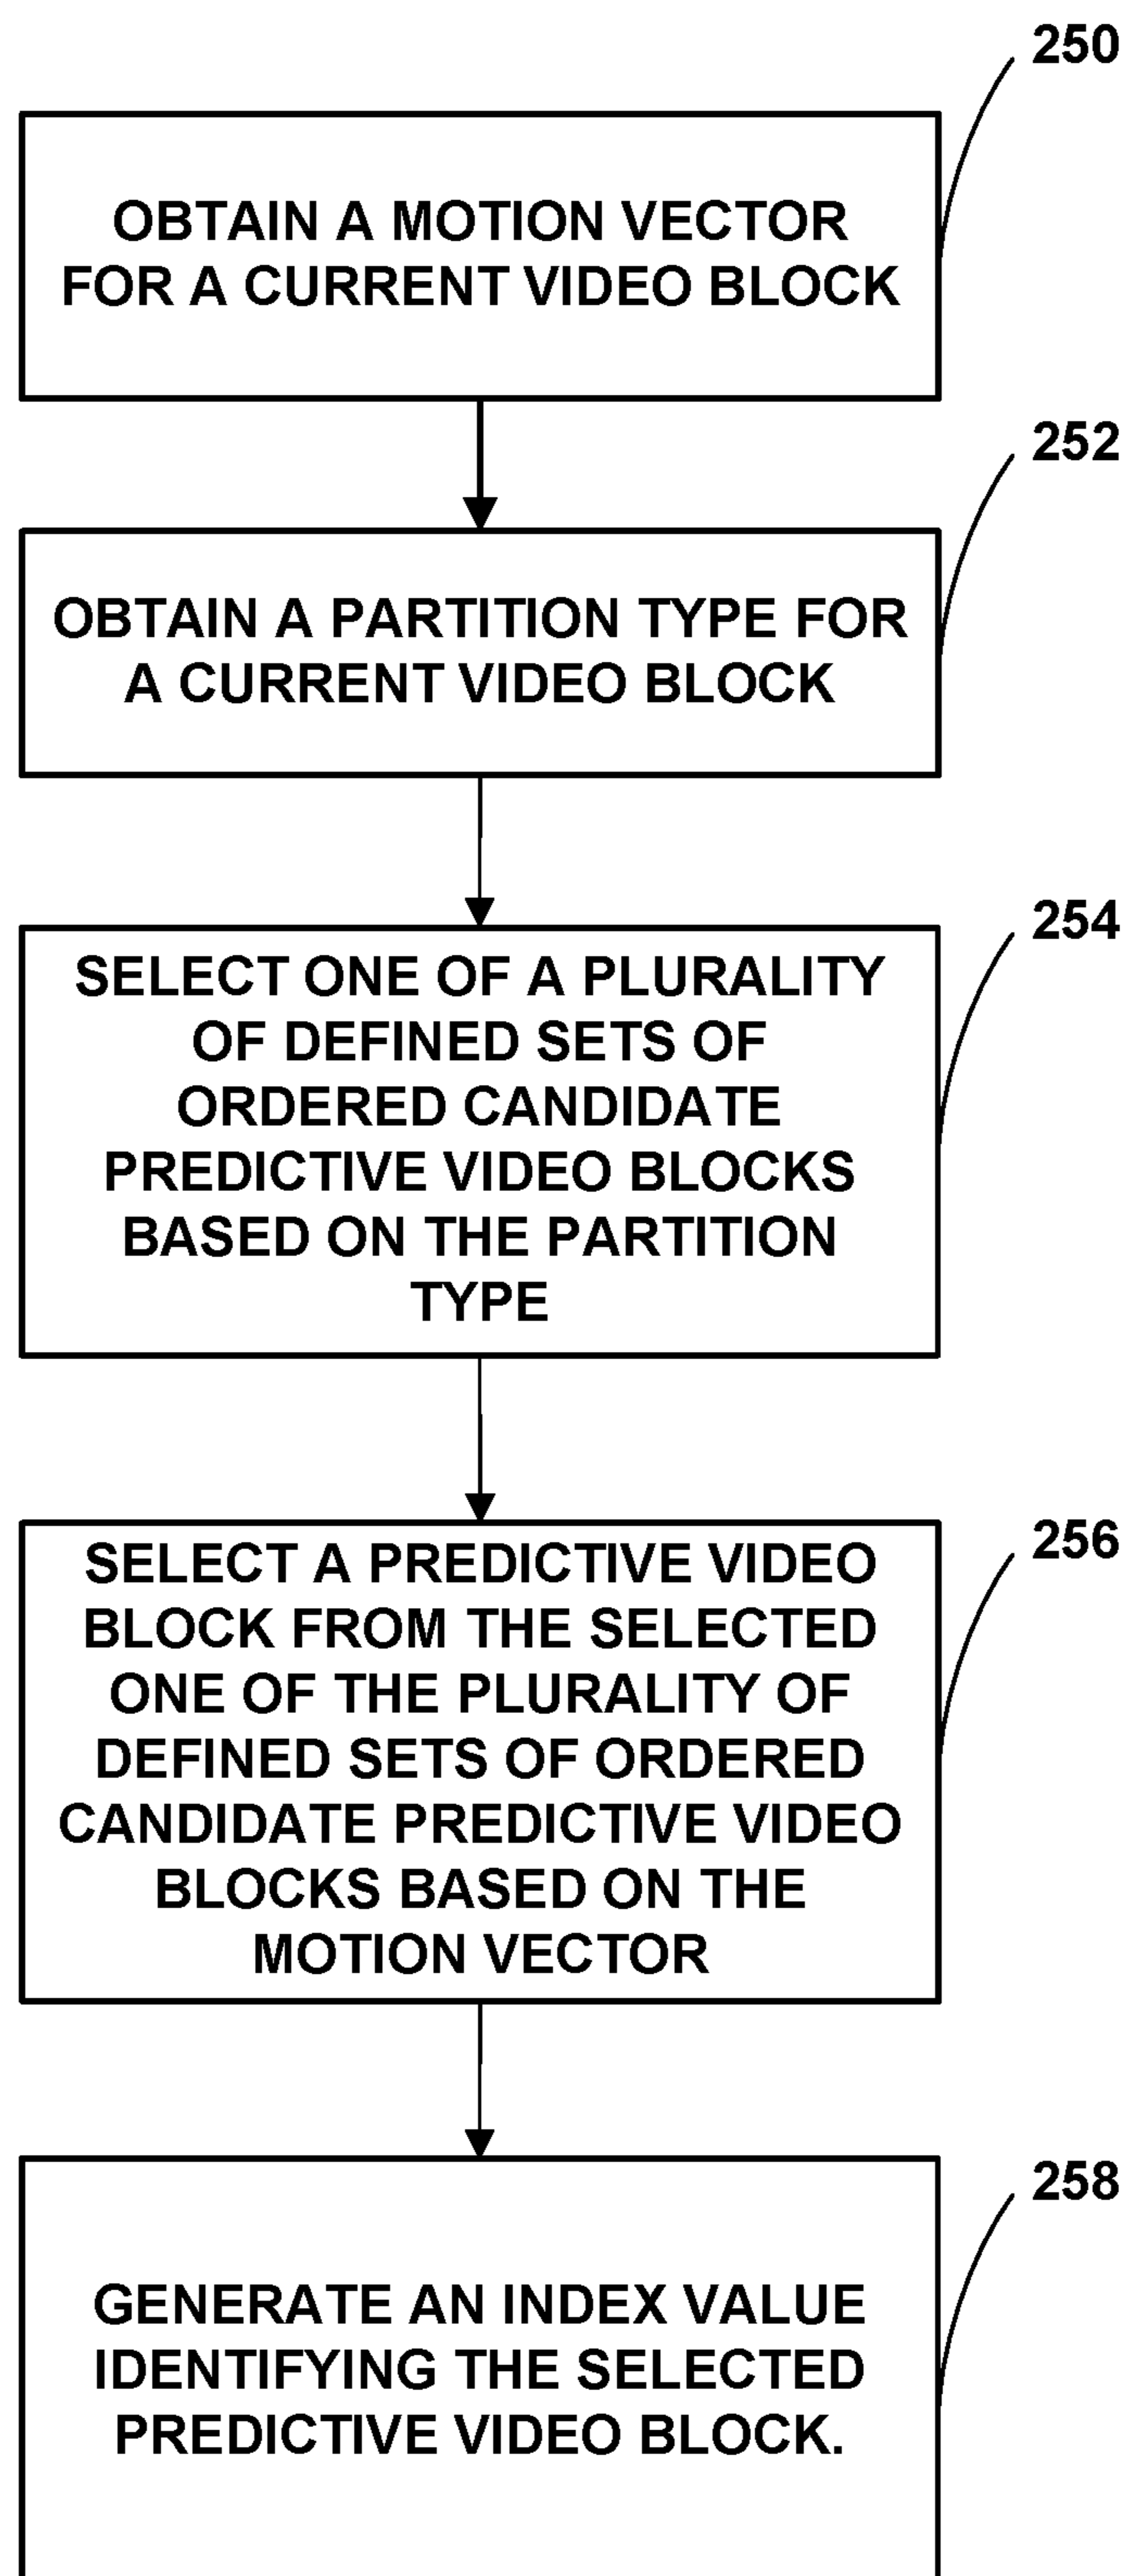 250
OBTAIN A MOTION VECTOR
FOR A CURRENT VIDEO BLOCK
252
OBTAIN A PARTITION TYPE FOR
A CURRENT VIDEO BLOCK
254
SELECT ONE OF A PLURALITY
OF DEFINED SETS OF
ORDERED CANDIDATE
PREDICTIVE VIDEO BLOCKS
BASED ON THE PARTITION
TYPE
256
SELECT A PREDICTIVE VIDEO
BLOCK FROM THE SELECTED
ONE OF THE PLURALITY OF
DEFINED SETS OF ORDERED
CANDIDATE PREDICTIVE VIDEO
BLOCKS BASED ON THE
MOTION VECTOR
258
GENERATE AN INDEX VALUE
IDENTIFYING THE SELECTED
PREDICTIVE VIDEO BLOCK.